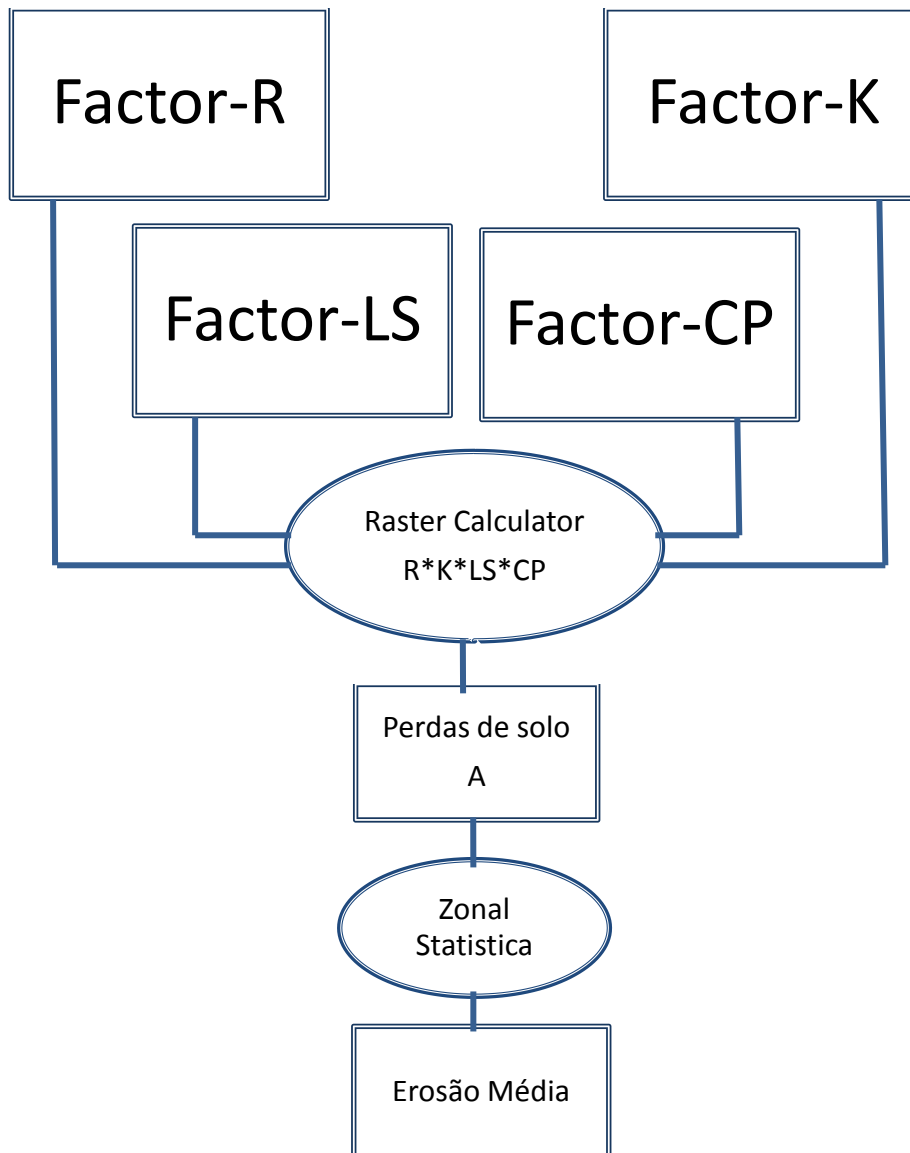 Factor-R
Factor-K
Factor-LS
Factor-CP
Raster Calculator
R*K*LS*CP
Perdas de solo
A
Zonal
Statistica
Erosão Média